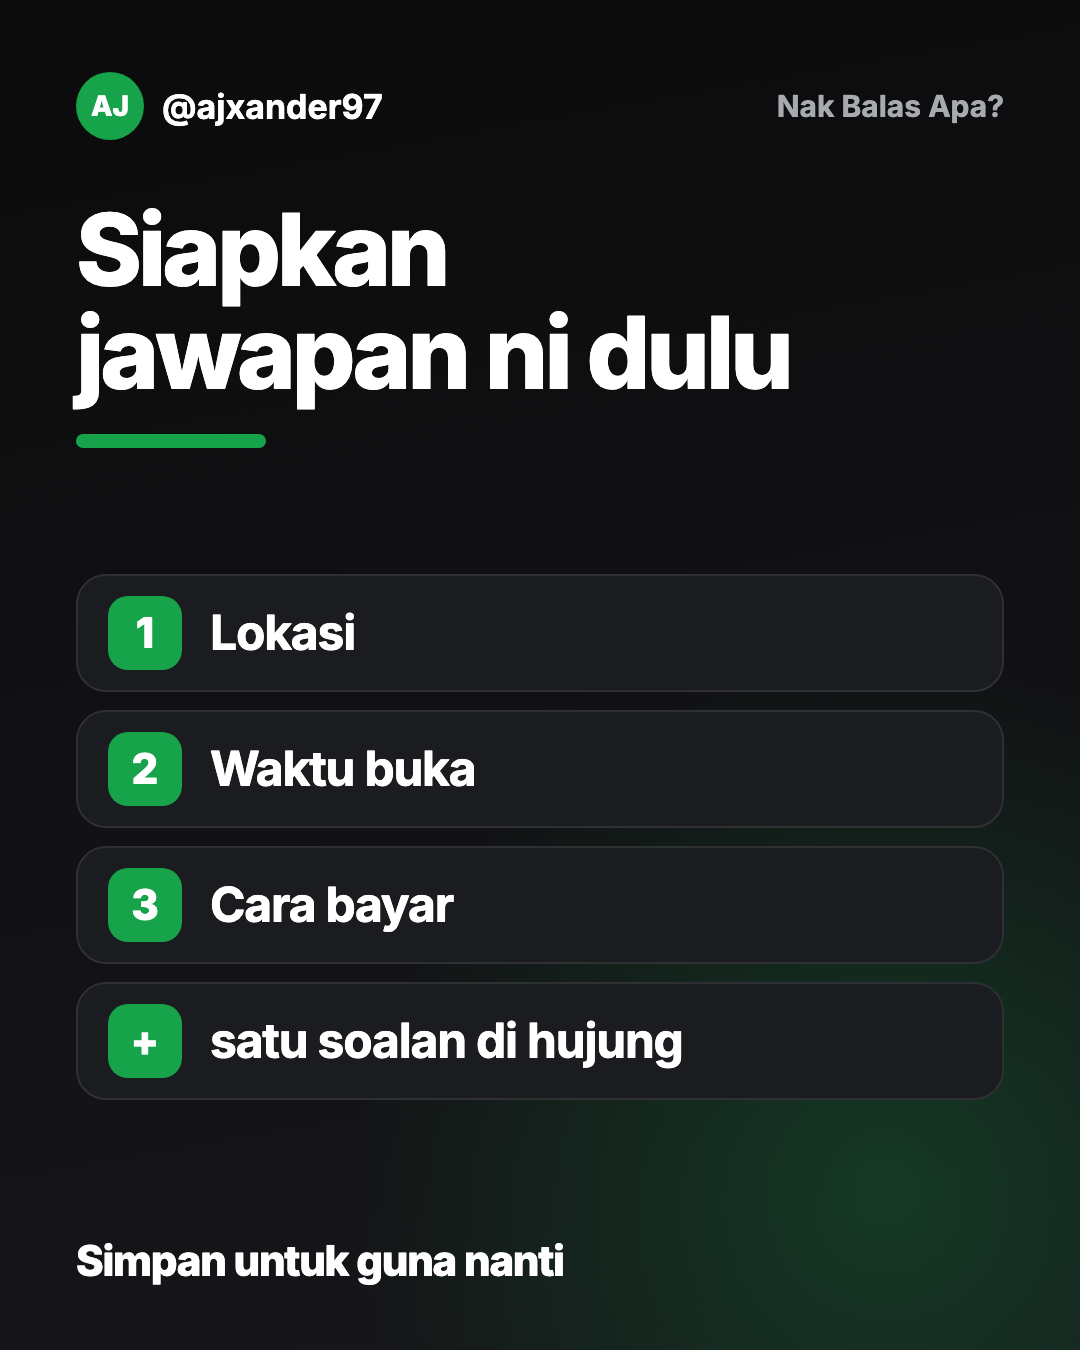 AJ @ajxander97
Nak Balas Apa?
Siapkan
jawapan ni dulu
1 Lokasi
2 Waktu buka
3 Cara bayar
+ satu soalan di hujung
Simpan untuk guna nanti